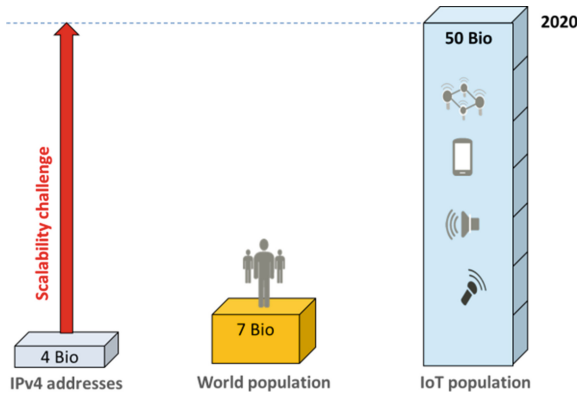 2020
50 Bio
Scalability challenge
7 Bio
4 Bio
IPv4 addresses
World population
IoT population